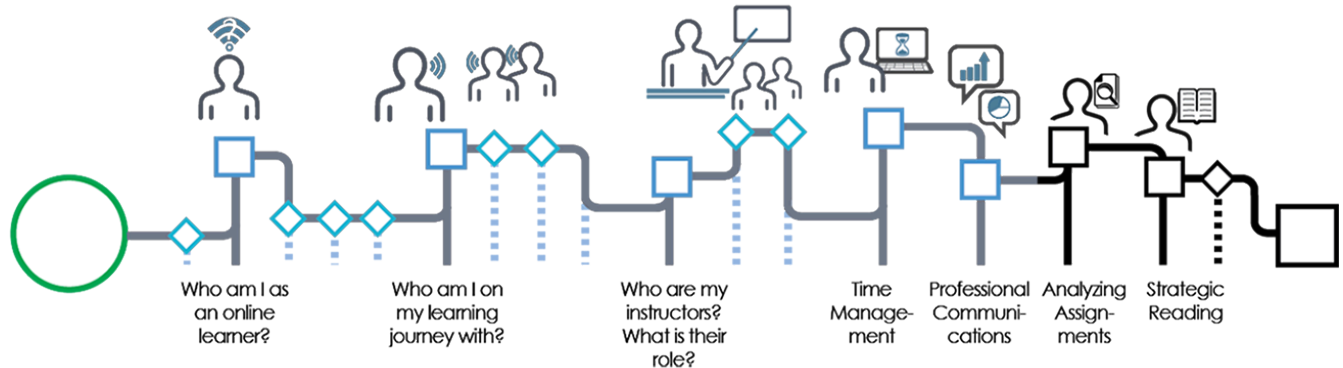 Who am I as
an online
learner?
Who am I on
my learning
journey with?
Who are my
instructors?
What is their
role?
Time
Manage-
ment
Professional
Communi-
cations
Analyzing
Assign-
ments
Strategic
Reading